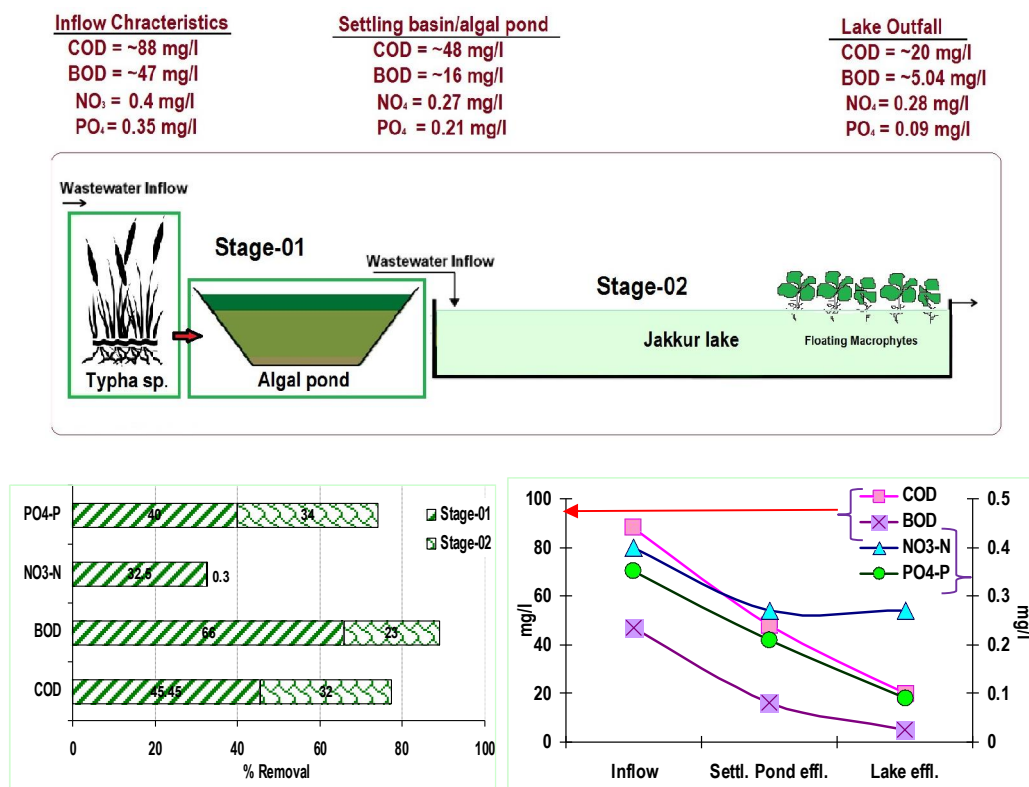 Inflow Chracteristics
COD = ~88 mg/l
BOD = ~47 mg/l
NO₃ = 0.4 mg/l
PO₄ = 0.35 mg/l
Settling basin/algal pond
COD = ~48 mg/l
BOD = ~16 mg/l
NO₄ = 0.27 mg/l
PO₄ = 0.21 mg/l
Lake Outfall
COD = ~20 mg/l
BOD = ~5.04 mg/l
NO₄ = 0.28 mg/l
PO₄ = 0.09 mg/l
Wastewater Inflow
Stage-01
Typha sp.
Algal pond
Wastewater Inflow
Stage-02
Jakkur lake
Floating Macrophytes
PO4-P
NO3-N
BOD
COD
40
34
32.5
0.3
66
23
45.45
32
Stage-01
Stage-02
0
20
40
60
80
100
% Removal
COD
BOD
NO3-N
PO4-P
100
80
60
40
20
0
mg/l
0.5
0.4
0.3
0.2
0.1
0
mg/l
Inflow
Settl. Pond effl.
Lake effl.